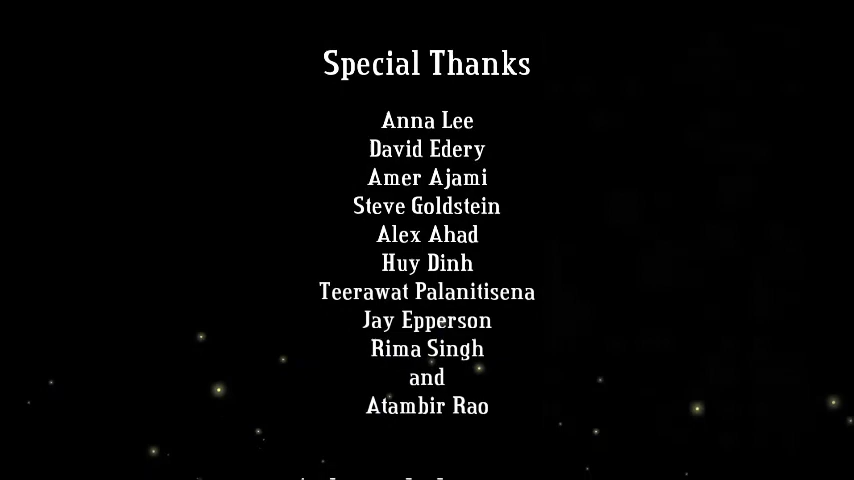 Special Thanks
Anna Lee
David Edery
Amer Ajami
Steve Goldstein
Alex Ahad
Huy Dinh
Teerawat Palanitisena
Jay Epperson
Rima Singh
and
Atambir Rao